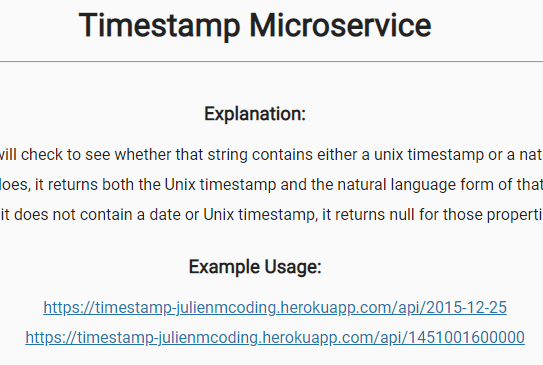 Timestamp Microservice
Explanation:
will check to see whether that string contains either a unix timestamp or a nat
loes, it returns both the Unix timestamp and the natural language form of that
it does not contain a date or Unix timestamp, it returns null for those properti
Example Usage:
https://timestamp-julienmcoding.herokuapp.com/api/2015-12-25
https://timestamp-julienmcoding.herokuapp.com/api/1451001600000